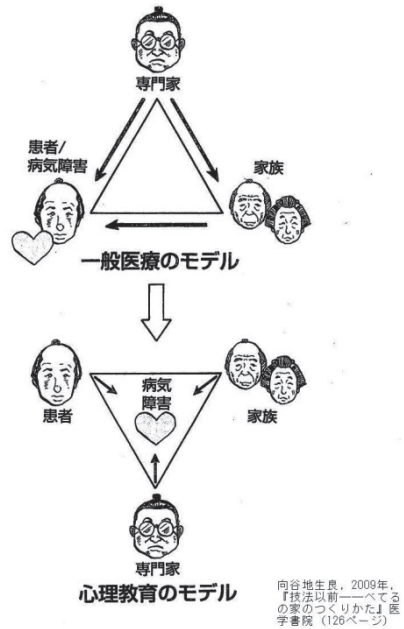 専門家
患者/
病気障害
家族
一般医療のモデル
患者
病気
障害
家族
専門家
心理教育のモデル
向谷地生良, 2009年,
『技法以前――べてる
の家のつくりかた』医
学書院（126ページ）